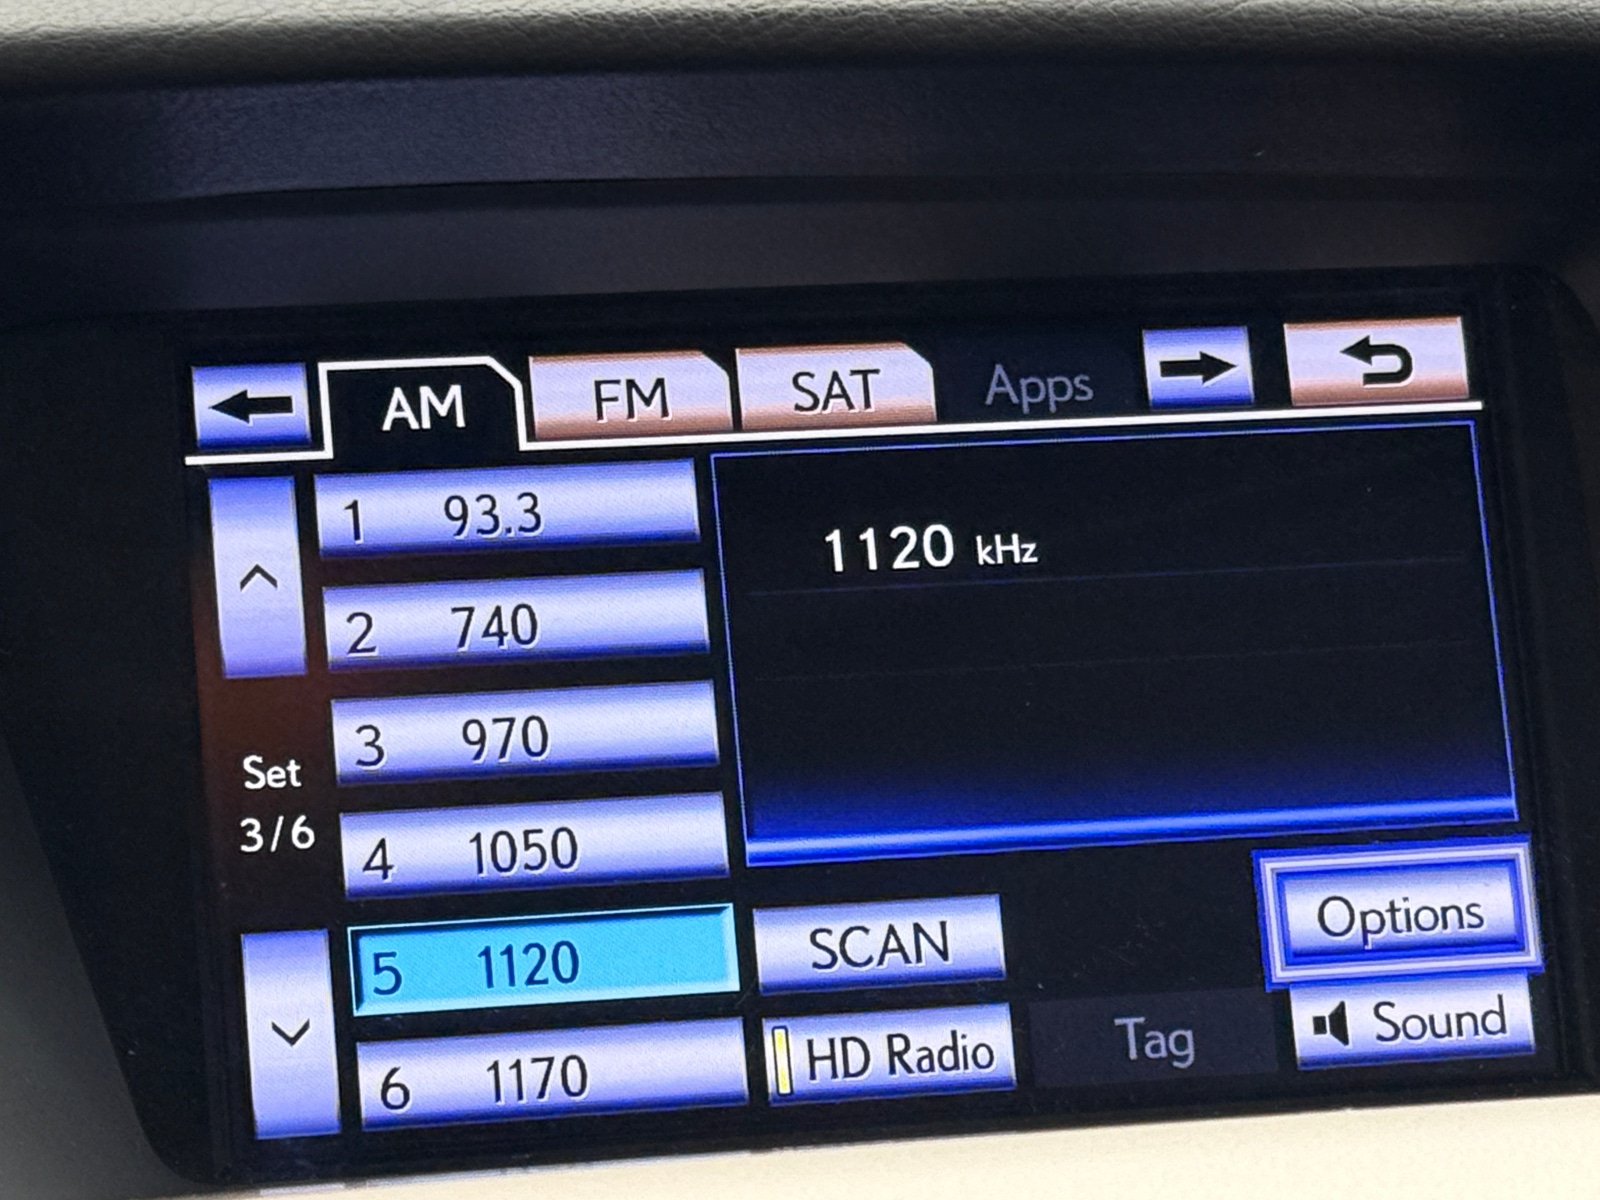 AM FM SAT Apps
1 93.3
1120 kHz
2 740
3 970
Set
3/6
4 1050
5 1120
SCAN
Options
6 1170
HD Radio
Tag
Sound